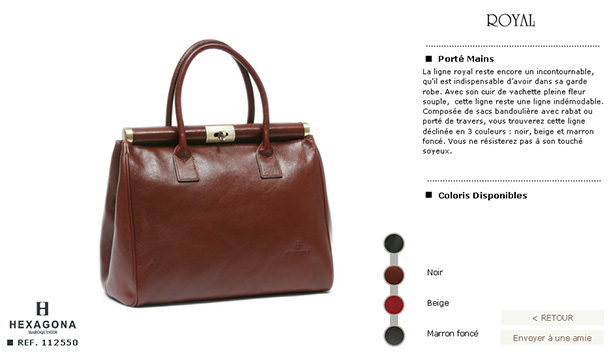 ROYAL
Porté Mains
La ligne royal reste encore un incontournable,
qu'il est indispensable d'avoir dans sa garde
robe. Avec son cuir de vachette pleine fleur
souple, cette ligne reste une ligne indémodable.
Composée de sacs bandoulière avec rabat ou
porté de travers, vous trouverez cette ligne
déclinée en 3 couleurs : noir, beige et marron
foncé. Vous ne résisterez pas à son touché
soyeux.
Coloris Disponibles
Noir
Beige
Marron foncé
< RETOUR
Envoyer à une amie
H
HEXAGONA
MAROQUINIER
REF. 112550